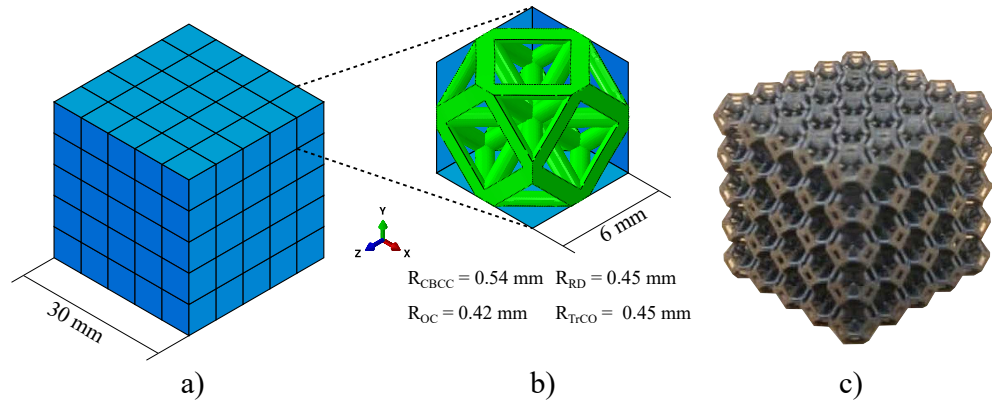 30 mm
Y
Z
X
6 mm
R_CBCC = 0.54 mm R_RD = 0.45 mm
R_OC = 0.42 mm R_TrCO = 0.45 mm
a)
b)
c)